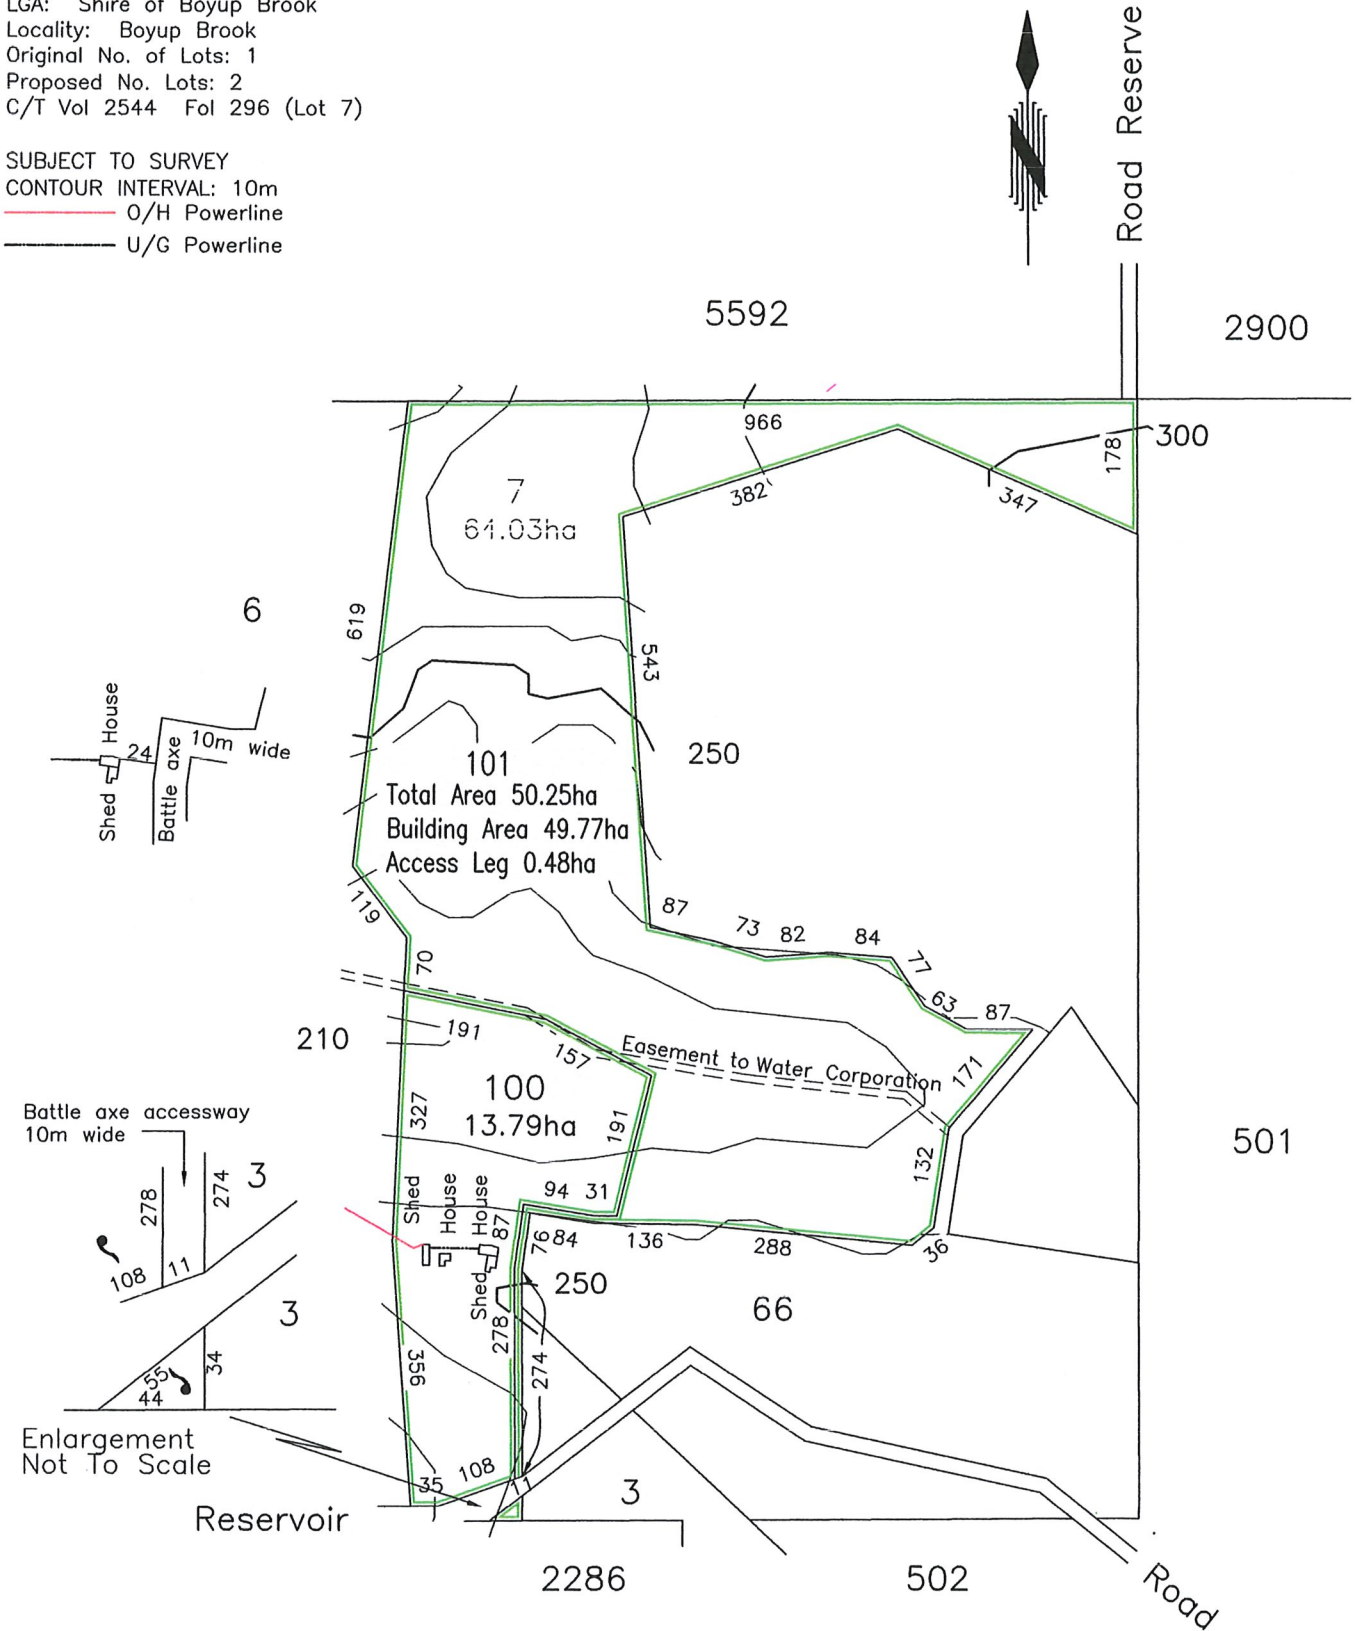 LGA: Shire of Boyup Brook
Locality: Boyup Brook
Original No. of Lots: 1
Proposed No. Lots: 2
C/T Vol 2544 Fol 296 (Lot 7)
SUBJECT TO SURVEY
CONTOUR INTERVAL: 10m
O/H Powerline
U/G Powerline
N
Road Reserve
5592
2900
966
178
300
382
347
7
64.03ha
6
619
543
House
24
10m wide
Shed
Battle axe
250
101
Total Area 50.25ha
Building Area 49.77ha
Access Leg 0.48ha
119
87
73
82
84
77
63
87
70
210
191
157
Easement to Water Corporation
171
100
13.79ha
327
191
132
501
Battle axe accessway
10m wide
3
278
274
108
11
Shed
House
House
94
31
87
76
84
136
288
36
Shed
250
66
3
278
274
356
55
34
44
Enlargement
Not To Scale
35
108
11
3
Reservoir
2286
502
Road